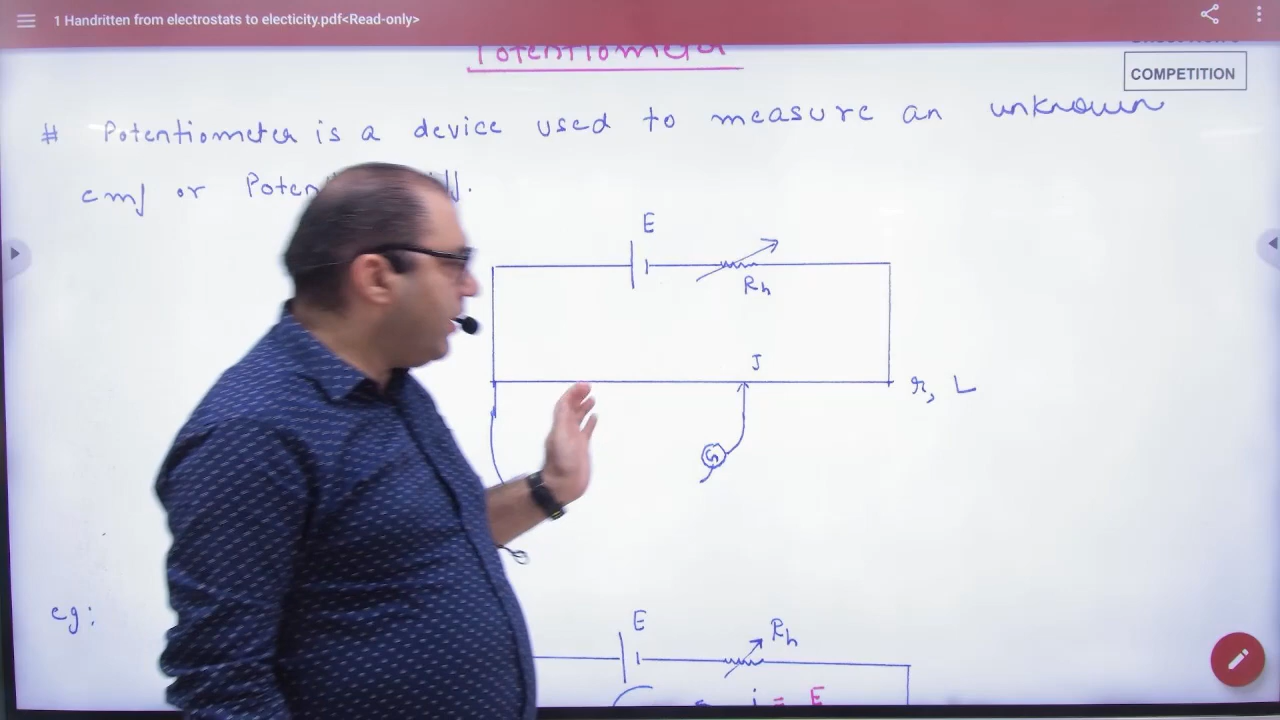 1 Handritten from electrostats to electicity.pdf<Read-only>
Potentiometer
COMPETITION
# Potentiometer is a device used to measure an unknown
emf or
E
Rh
J
r, L
G
eg:
E
Rh
i = E